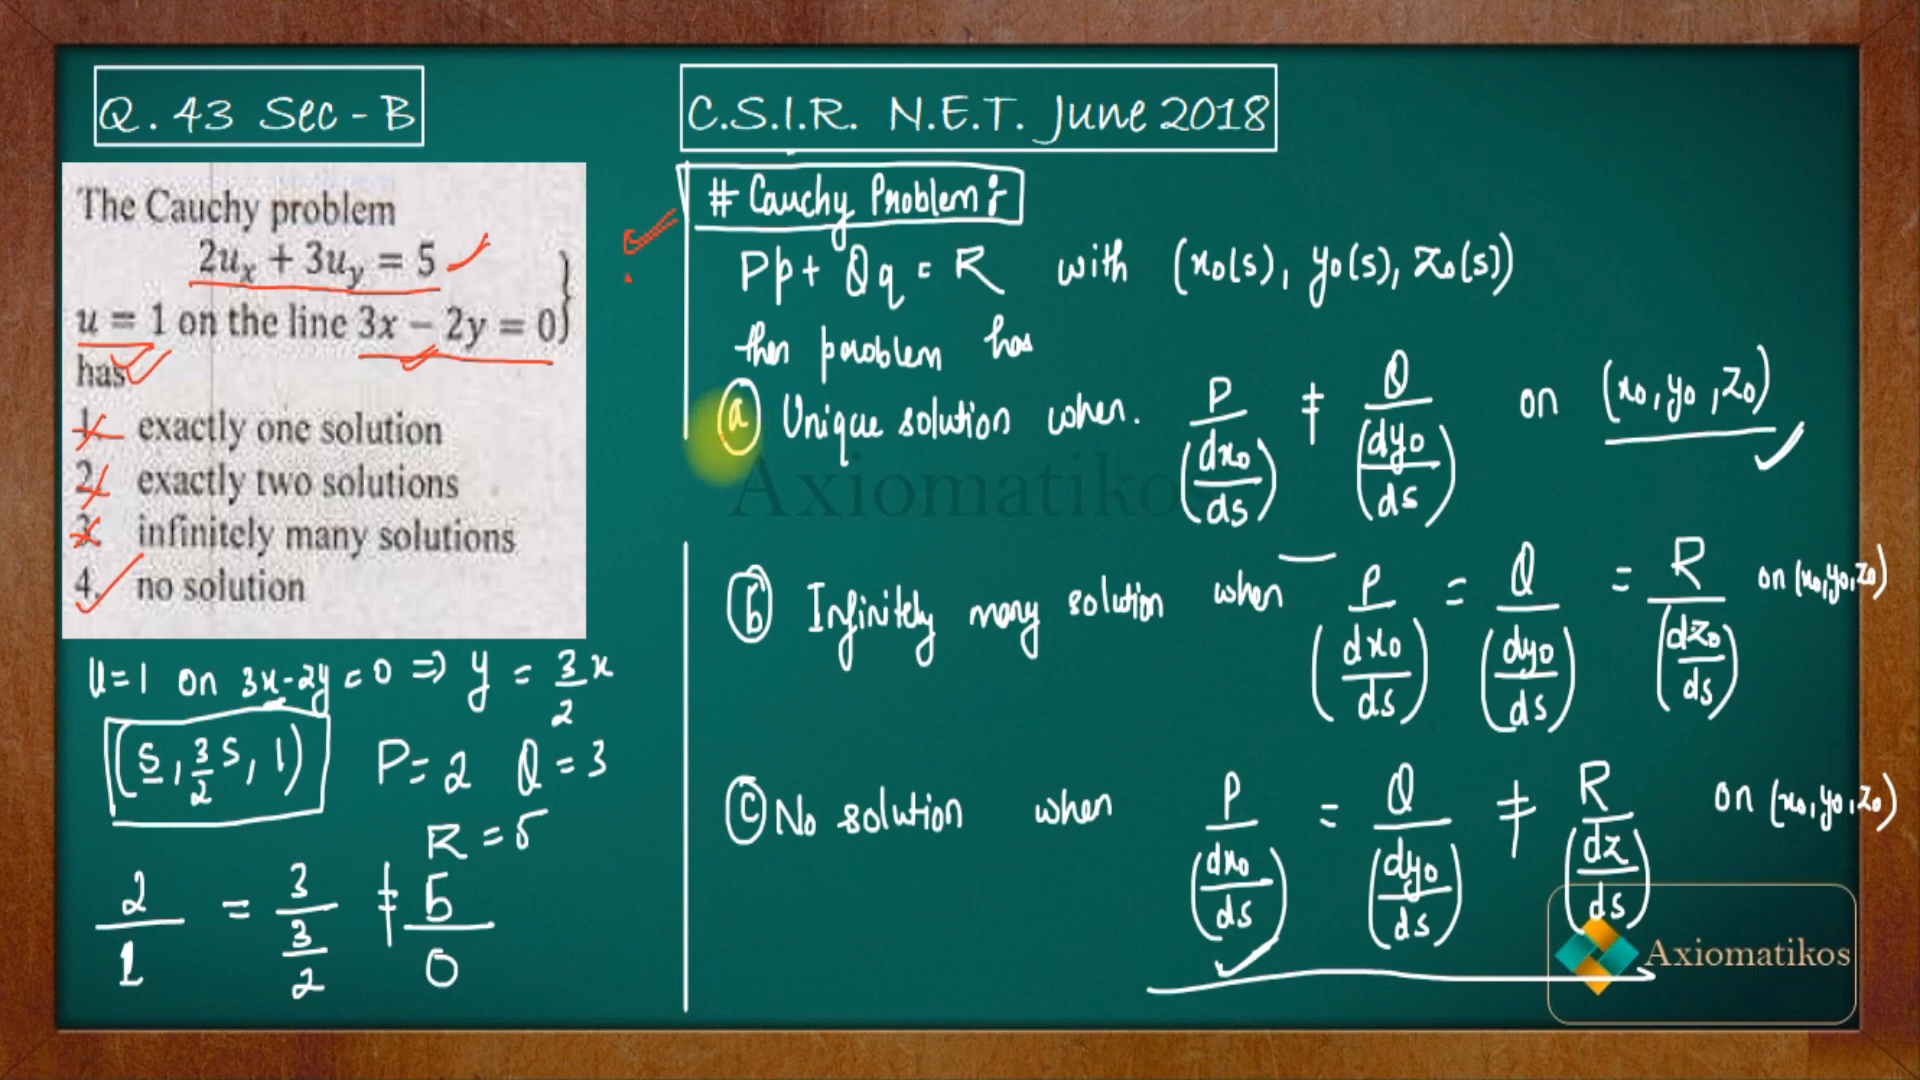 Q. 43 Sec - B
C.S.I.R. N.E.T. June 2018
The Cauchy problem
2uₓ + 3u_y = 5
u = 1 on the line 3x − 2y = 0
has
1. exactly one solution
2. exactly two solutions
3. infinitely many solutions
4. no solution
u=1 on 3x-2y=0 ⇒ y = 3/2 x
(s, 3/2 s, 1) P=2 Q=3
R=5
2/1 = 3/(3/2) ≠ 5/0
# Cauchy Problem:
Pp + Qq = R with (x₀(s), y₀(s), z₀(s))
then problem has
(a) Unique solution when. P/(dx₀/ds) ≠ Q/(dy₀/ds) on (x₀, y₀, z₀)
Axiomatikos
(b) Infinitely many solution when P/(dx₀/ds) = Q/(dy₀/ds) = R/(dz₀/ds) on (x₀, y₀, z₀)
(c) No solution when P/(dx₀/ds) = Q/(dy₀/ds) ≠ R/(dz/ds) on (x₀, y₀, z₀)
Axiomatikos